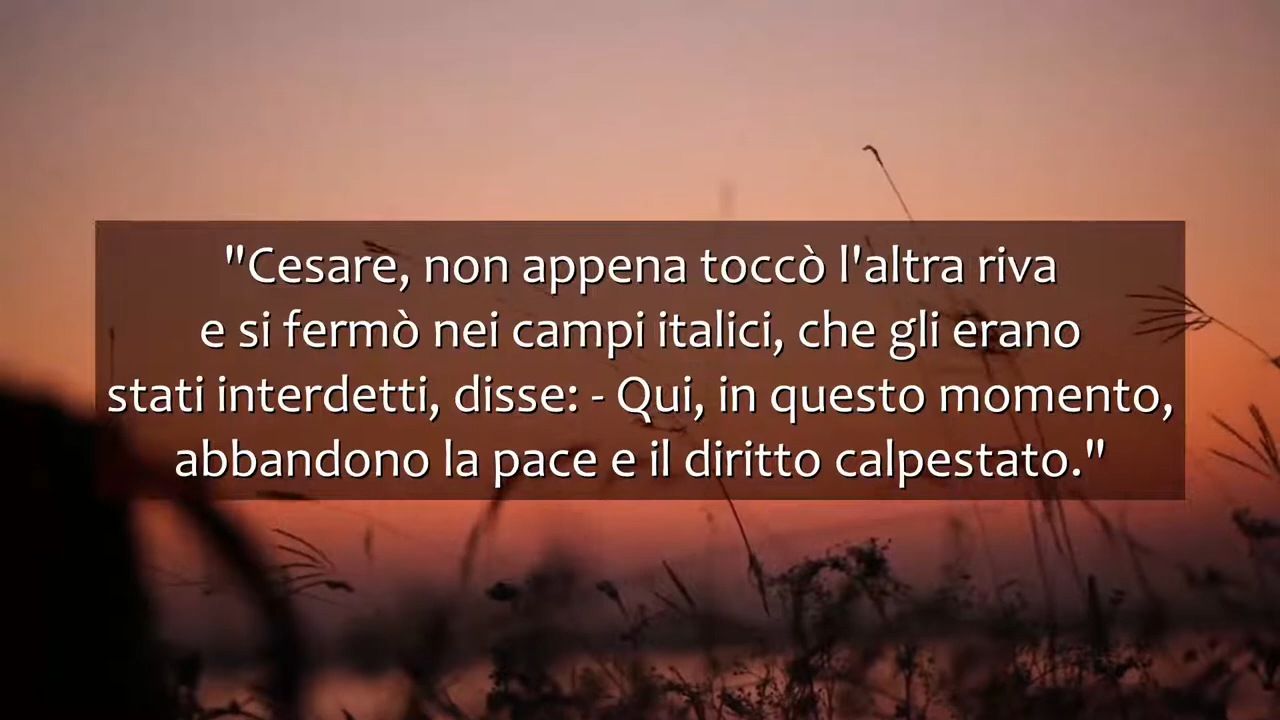 "Cesare, non appena toccò l'altra riva
e si fermò nei campi italici, che gli erano
stati interdetti, disse: - Qui, in questo momento,
abbandono la pace e il diritto calpestato."